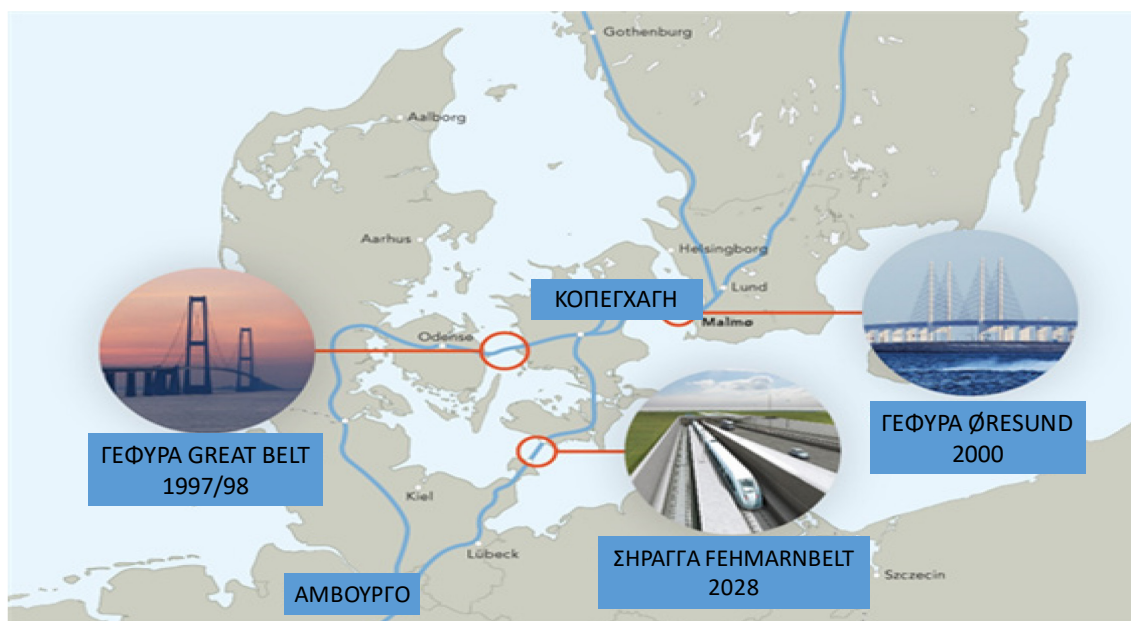 Gothenburg
Aalborg
Aarhus
Helsingborg
ΚΟΠΕΓΧΑΓΗ
Lund
Malmø
Odense
ΓΕΦΥΡΑ ØRESUND
2000
ΓΕΦΥΡΑ GREAT BELT
1997/98
Kiel
Lübeck
ΣΗΡΑΓΓΑ FEHMARNBELT
2028
Szczecin
ΑΜΒΟΥΡΓΟ